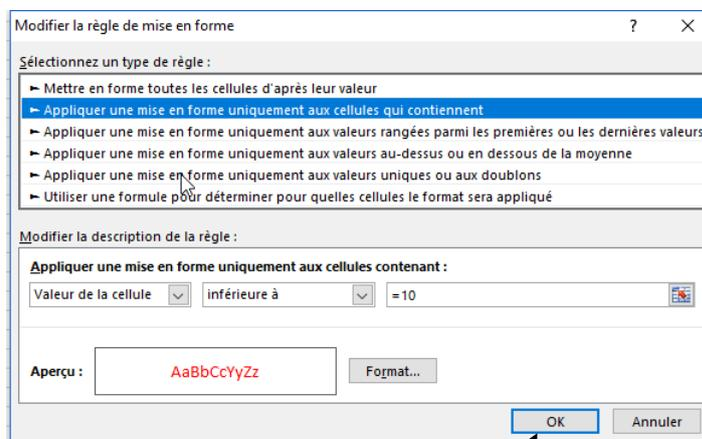 Modifier la règle de mise en forme ? ×
Sélectionnez un type de règle :
► Mettre en forme toutes les cellules d'après leur valeur
► Appliquer une mise en forme uniquement aux cellules qui contiennent
► Appliquer une mise en forme uniquement aux valeurs rangées parmi les premières ou les dernières valeurs
► Appliquer une mise en forme uniquement aux valeurs au-dessus ou en dessous de la moyenne
► Appliquer une mise en forme uniquement aux valeurs uniques ou aux doublons
► Utiliser une formule pour déterminer pour quelles cellules le format sera appliqué
Modifier la description de la règle :
Appliquer une mise en forme uniquement aux cellules contenant :
Valeur de la cellule inférieure à =10
Aperçu : AaBbCcYyZz Format...
OK Annuler